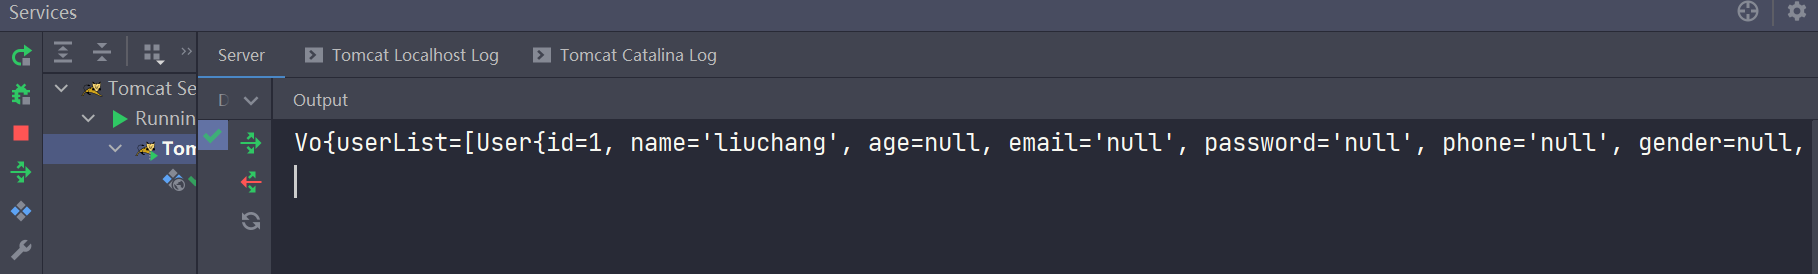 Services
Server
Tomcat Localhost Log
Tomcat Catalina Log
Tomcat Se
D
Output
Runnin
Vo{userList=[User{id=1, name='liuchang', age=null, email='null', password='null', phone='null', gender=null,
Tom